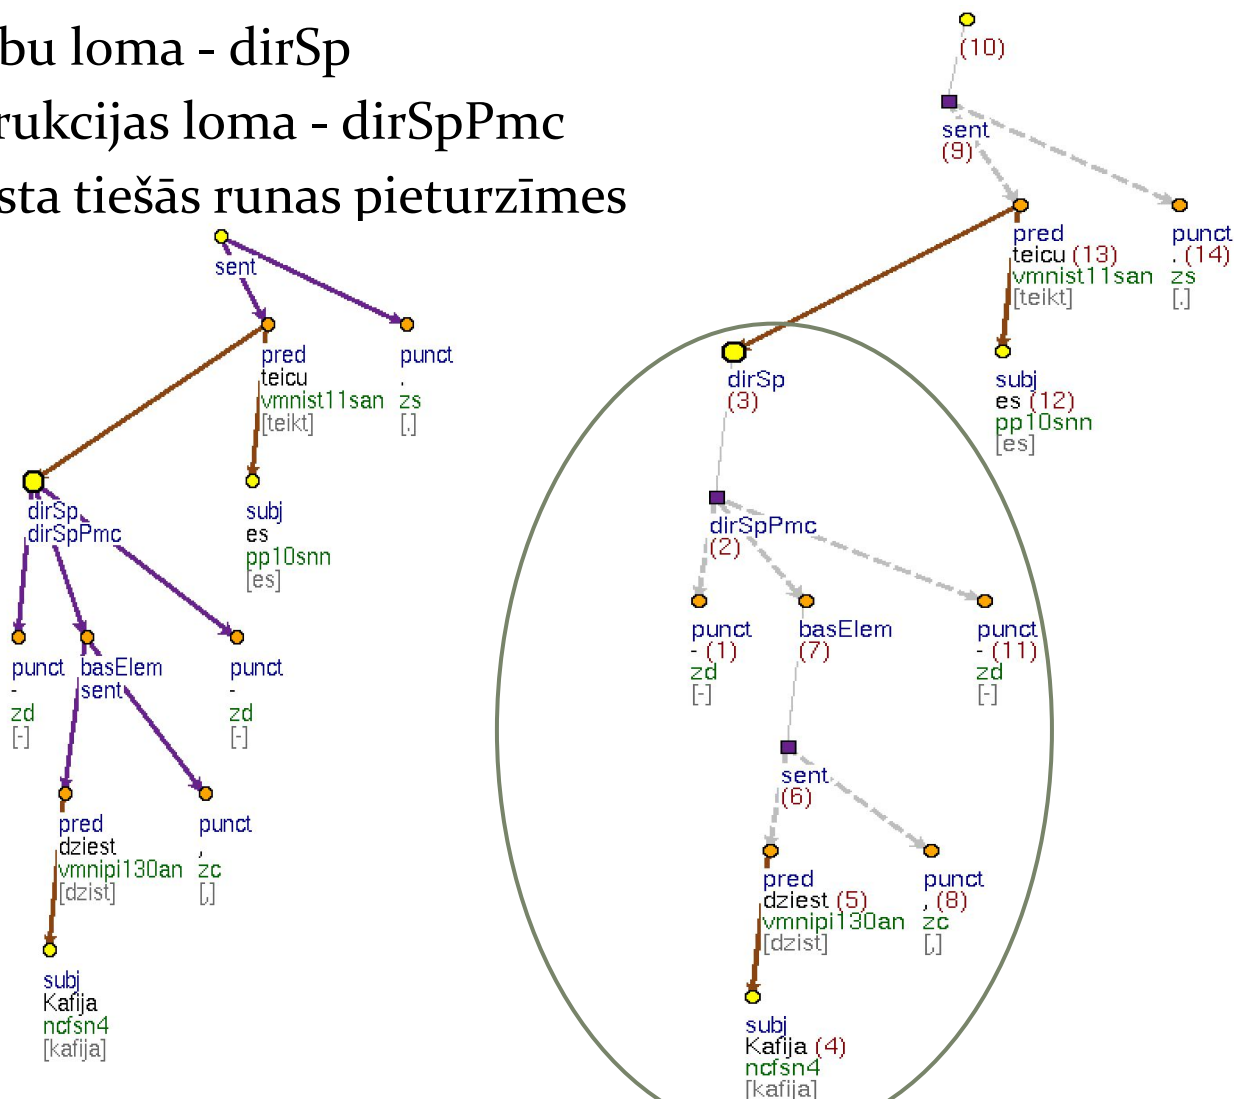 bu loma - dirSp
rukcijas loma - dirSpPmc
sta tiešās runas pieturzīmes
sent
pred
teicu
vmnist11san
[teikt]
punct
.
zs
[.]
dirSp
dirSpPmc
subj
es
pp10snn
[es]
punct
-
zd
[-]
basElem
sent
punct
-
zd
[-]
pred
dziest
vmnipi130an
[dzist]
punct
,
zc
[,]
subj
Kafija
ncfsn4
[kafija]
(10)
sent
(9)
pred
teicu (13)
vmnist11san
[teikt]
punct
. (14)
zs
[.]
dirSp
(3)
subj
es (12)
pp10snn
[es]
dirSpPmc
(2)
punct
- (1)
zd
[-]
basElem
(7)
punct
- (11)
zd
[-]
sent
(6)
pred
dziest (5)
vmnipi130an
[dzist]
punct
, (8)
zc
[,]
subj
Kafija (4)
ncfsn4
[kafija]